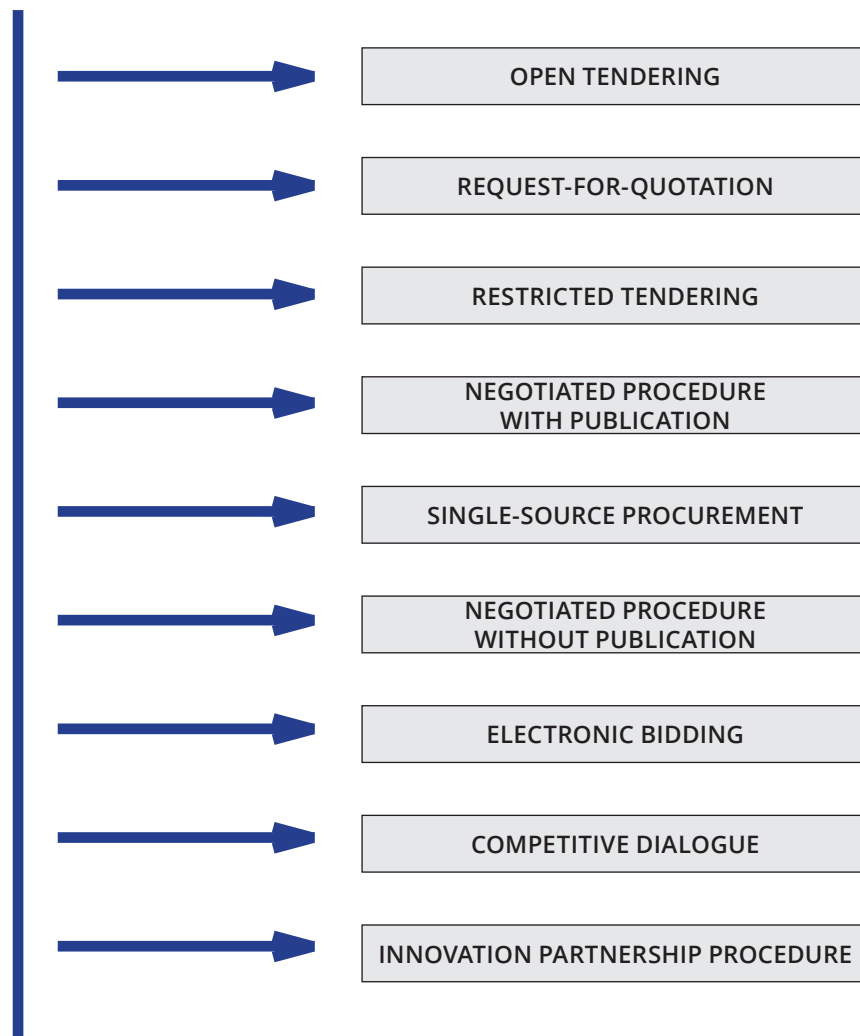 OPEN TENDERING
REQUEST-FOR-QUOTATION
RESTRICTED TENDERING
NEGOTIATED PROCEDURE
WITH PUBLICATION
SINGLE-SOURCE PROCUREMENT
NEGOTIATED PROCEDURE
WITHOUT PUBLICATION
ELECTRONIC BIDDING
COMPETITIVE DIALOGUE
INNOVATION PARTNERSHIP PROCEDURE